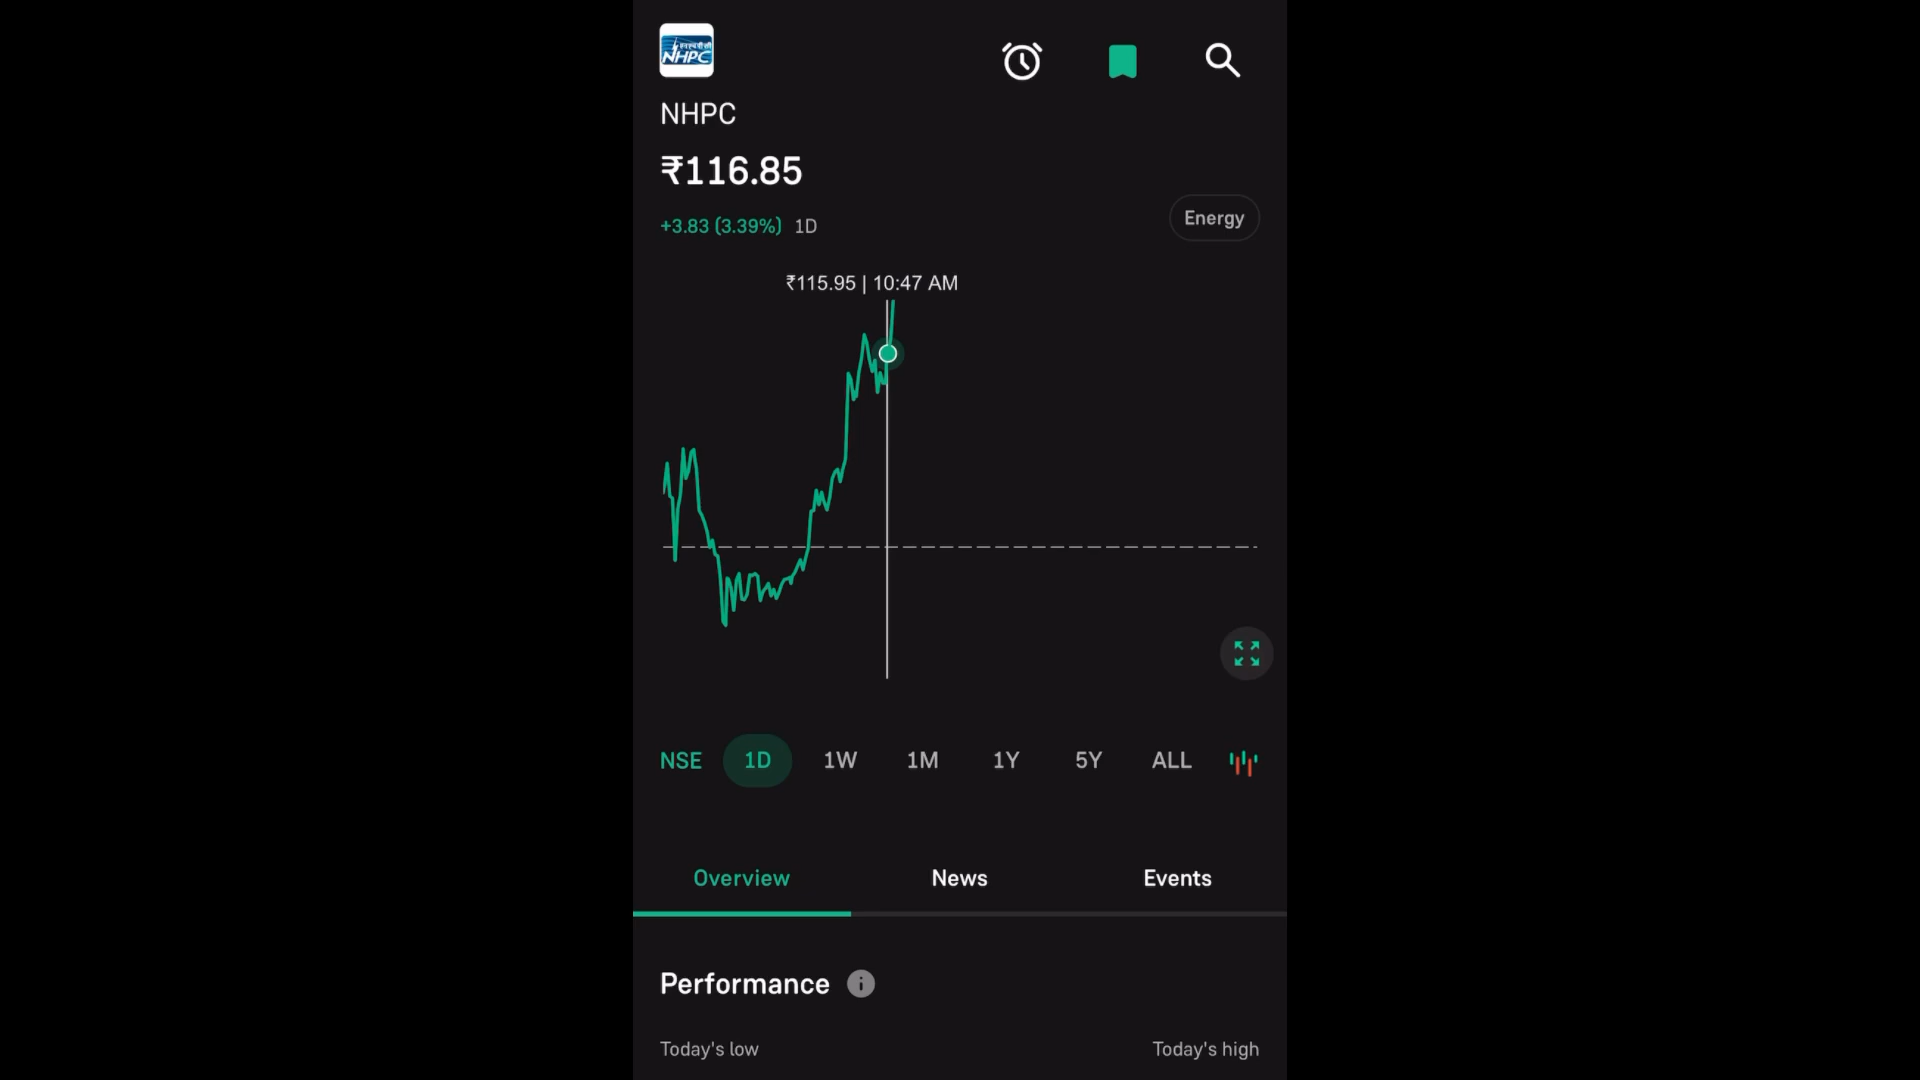 एनएचपीसी
NHPC
NHPC
₹116.85
+3.83 (3.39%) 1D
Energy
₹115.95 | 10:47 AM
NSE 1D 1W 1M 1Y 5Y ALL
Overview News Events
Performance
Today's low Today's high